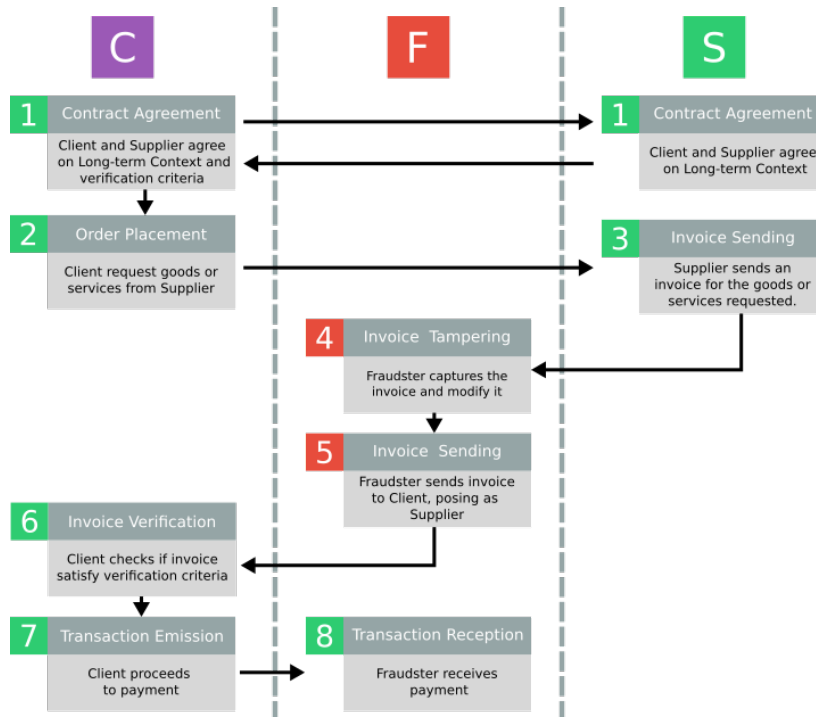 C
F
S
1
Contract Agreement
Client and Supplier agree
on Long-term Context and
verification criteria
1
Contract Agreement
Client and Supplier agree
on Long-term Context
2
Order Placement
Client request goods or
services from Supplier
3
Invoice Sending
Supplier sends an
invoice for the goods or
services requested.
4
Invoice Tampering
Fraudster captures the
invoice and modify it
5
Invoice Sending
Fraudster sends invoice
to Client, posing as
Supplier
6
Invoice Verification
Client checks if invoice
satisfy verification criteria
7
Transaction Emission
Client proceeds
to payment
8
Transaction Reception
Fraudster receives
payment